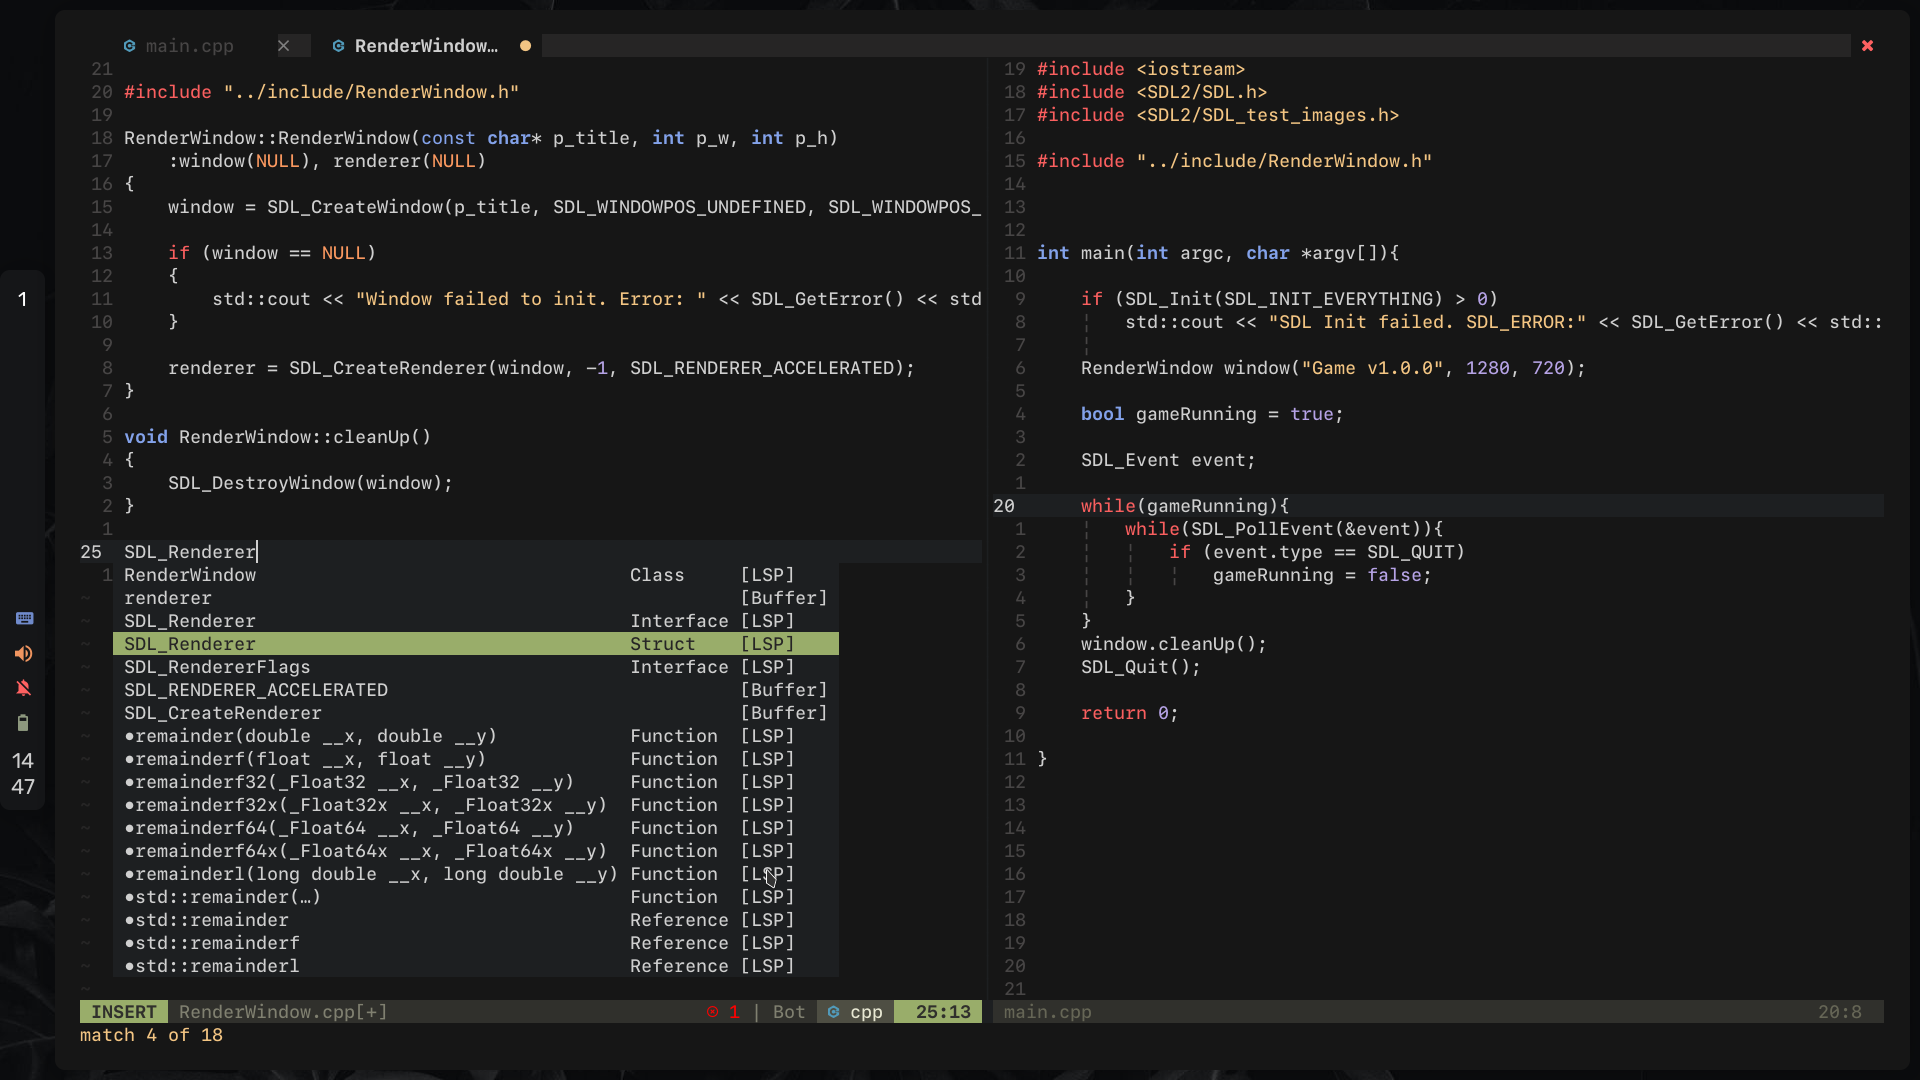 main.cpp
RenderWindow…
21
20 #include "../include/RenderWindow.h"
19
18 RenderWindow::RenderWindow(const char* p_title, int p_w, int p_h)
17     :window(NULL), renderer(NULL)
16 {
15     window = SDL_CreateWindow(p_title, SDL_WINDOWPOS_UNDEFINED, SDL_WINDOWPOS_
14
13     if (window == NULL)
12     {
11         std::cout << "Window failed to init. Error: " << SDL_GetError() << std
10     }
9
8     renderer = SDL_CreateRenderer(window, -1, SDL_RENDERER_ACCELERATED);
7 }
6
5 void RenderWindow::cleanUp()
4 {
3     SDL_DestroyWindow(window);
2 }
1
25 SDL_Renderer
1
RenderWindow Class [LSP]
~ renderer [Buffer]
~ SDL_Renderer Interface [LSP]
~ SDL_Renderer Struct [LSP]
~ SDL_RendererFlags Interface [LSP]
~ SDL_RENDERER_ACCELERATED [Buffer]
~ SDL_CreateRenderer [Buffer]
~ •remainder(double __x, double __y) Function [LSP]
~ •remainderf(float __x, float __y) Function [LSP]
~ •remainderf32(_Float32 __x, _Float32 __y) Function [LSP]
~ •remainderf32x(_Float32x __x, _Float32x __y) Function [LSP]
~ •remainderf64(_Float64 __x, _Float64 __y) Function [LSP]
~ •remainderf64x(_Float64x __x, _Float64x __y) Function [LSP]
~ •remainderl(long double __x, long double __y) Function [LSP]
~ •std::remainder(…) Function [LSP]
~ •std::remainder Reference [LSP]
~ •std::remainderf Reference [LSP]
~ •std::remainderl Reference [LSP]
~
INSERT RenderWindow.cpp[+] 1 | Bot cpp 25:13
match 4 of 18
19 #include <iostream>
18 #include <SDL2/SDL.h>
17 #include <SDL2/SDL_test_images.h>
16
15 #include "../include/RenderWindow.h"
14
13
12
11 int main(int argc, char *argv[]){
10
9     if (SDL_Init(SDL_INIT_EVERYTHING) > 0)
8         std::cout << "SDL Init failed. SDL_ERROR:" << SDL_GetError() << std::
7
6     RenderWindow window("Game v1.0.0", 1280, 720);
5
4     bool gameRunning = true;
3
2     SDL_Event event;
1
20     while(gameRunning){
1         while(SDL_PollEvent(&event)){
2             if (event.type == SDL_QUIT)
3                 gameRunning = false;
4         }
5     }
6     window.cleanUp();
7     SDL_Quit();
8
9     return 0;
10
11 }
12
13
14
15
16
17
18
19
20
21
main.cpp 20:8
1
14
47